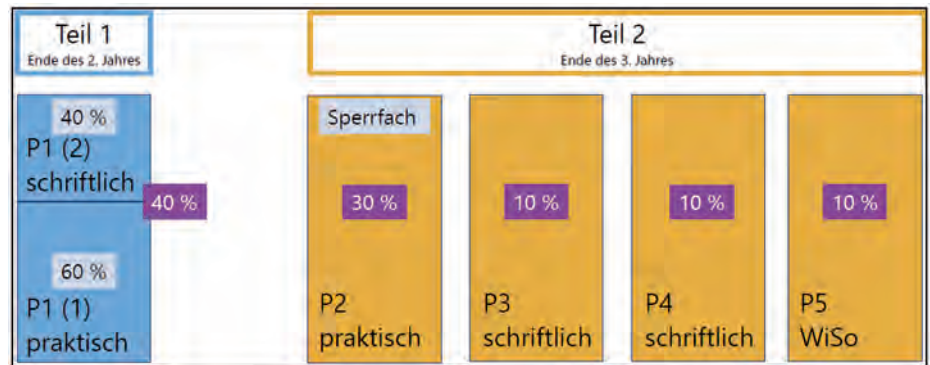 Teil 1
Ende des 2. Jahres
Teil 2
Ende des 3. Jahres
40 %
P1 (2)
schriftlich
40 %
60 %
P1 (1)
praktisch
Sperrfach
30 %
P2
praktisch
10 %
P3
schriftlich
10 %
P4
schriftlich
10 %
P5
WiSo